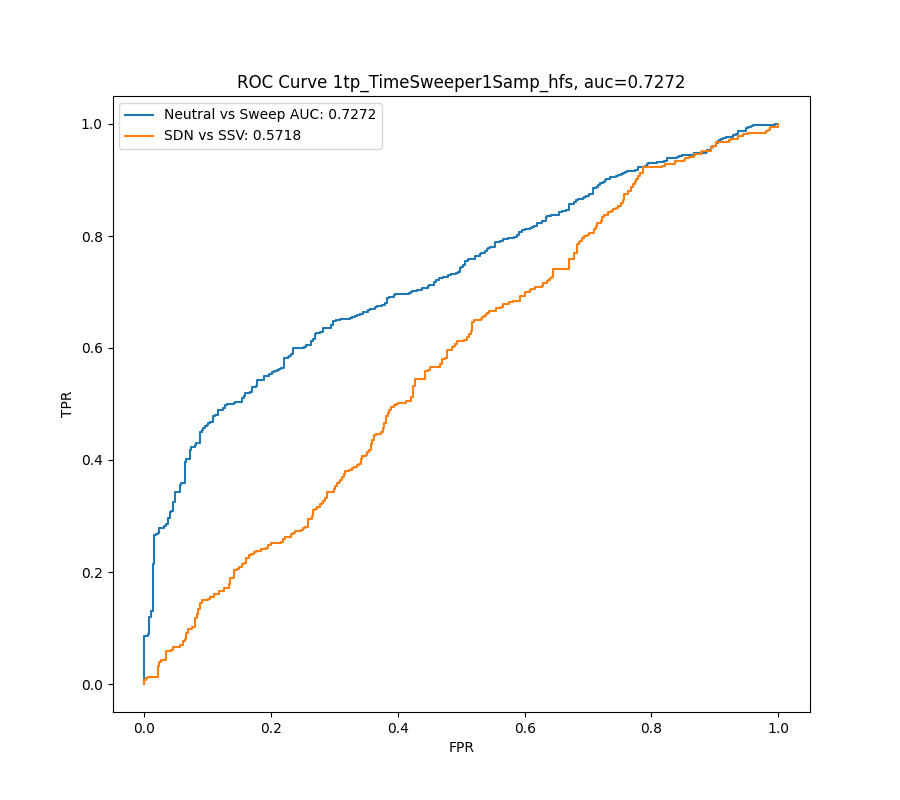 ROC Curve 1tp_TimeSweeper1Samp_hfs, auc=0.7272
Neutral vs Sweep AUC: 0.7272
SDN vs SSV: 0.5718
1.0
0.8
0.6
0.4
0.2
0.0
TPR
0.0 0.2 0.4 0.6 0.8 1.0
FPR